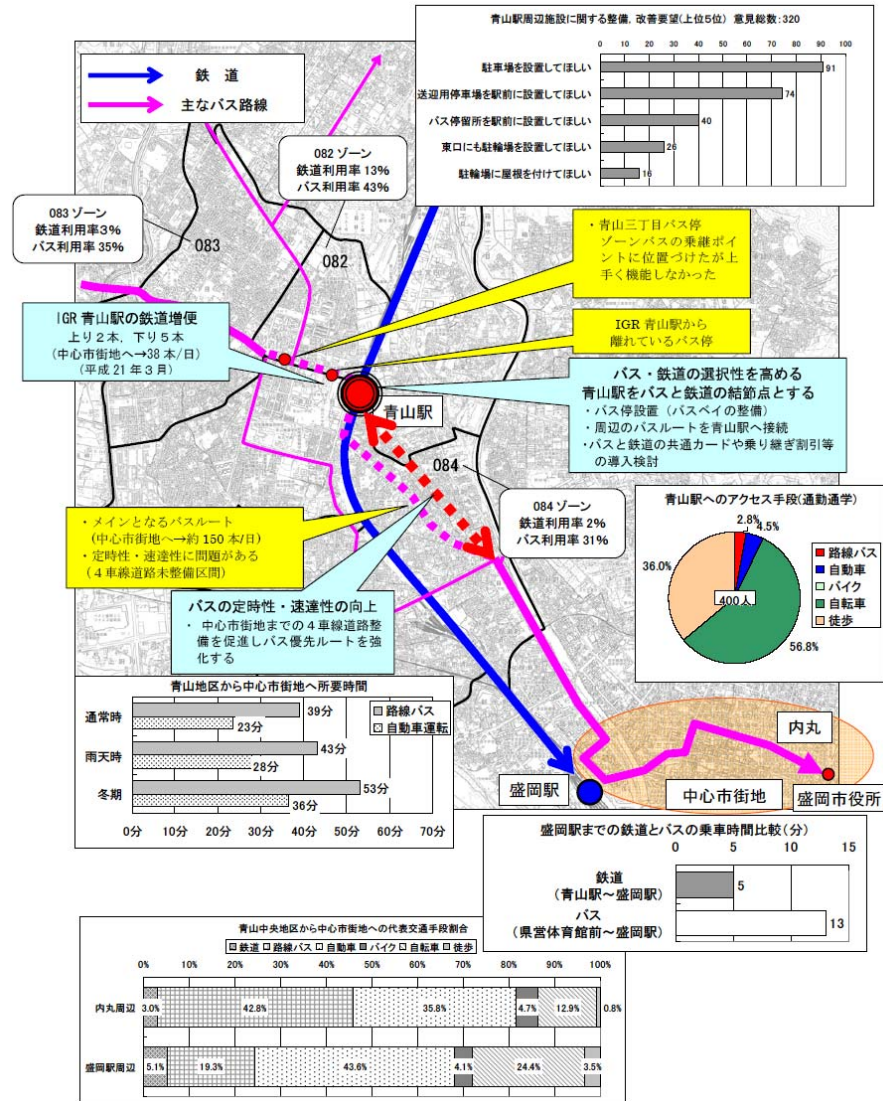 青山駅周辺施設に関する整備、改善要望(上位5位) 意見総数:320
0 10 20 30 40 50 60 70 80 90 100
駐車場を設置してほしい 91
送迎用停車場を駅前に設置してほしい 74
バス停留所を駅前に設置してほしい 40
東口にも駐輪場を設置してほしい 26
駐輪場に屋根を付けてほしい 16
鉄 道
主なバス路線
082 ゾーン
鉄道利用率 13%
バス利用率 43%
083 ゾーン
鉄道利用率3%
バス利用率 35%
083
082
・青山三丁目バス停
ゾーンバスの乗継ポイ
ントに位置づけたが上
手く機能しなかった
IGR 青山駅の鉄道増便
上り2本、下り5本
(中心市街地へ→38 本/日)
(平成 21 年3月)
IGR 青山駅から
離れているバス停
青山駅
バス・鉄道の選択性を高める
青山駅をバスと鉄道の結節点とする
・バス停設置(バスベイの整備)
・周辺のバスルートを青山駅へ接続
・バスと鉄道の共通カードや乗り継ぎ割引等
の導入検討
084
084 ゾーン
鉄道利用率 2%
バス利用率 31%
・メインとなるバスルート
(中心市街地へ→約 150 本/日)
・定時性・速達性に問題がある
(4車線道路未整備区間)
バスの定時性・速達性の向上
・ 中心市街地までの4車線道路整
備を促進しバス優先ルートを強
化する
青山駅へのアクセス手段(通勤通学)
2.8%
4.5%
36.0%
400人
56.8%
路線バス
自動車
バイク
自転車
徒歩
青山地区から中心市街地へ所要時間
通常時 39分
23分
雨天時 43分
28分
冬期 53分
36分
路線バス
自動車運転
0分 10分 20分 30分 40分 50分 60分 70分
内丸
盛岡駅
中心市街地
盛岡市役所
盛岡駅までの鉄道とバスの乗車時間比較(分)
0 5 10 15
鉄道
(青山駅~盛岡駅) 5
バス
(県営体育館前~盛岡駅) 13
青山中央地区から中心市街地への代表交通手段割合
鉄道 路線バス 自動車 バイク 自転車 徒歩
0% 10% 20% 30% 40% 50% 60% 70% 80% 90% 100%
内丸周辺 3.0% 42.8% 35.8% 4.7% 12.9% 0.8%
盛岡駅周辺 5.1% 19.3% 43.6% 4.1% 24.4% 3.5%